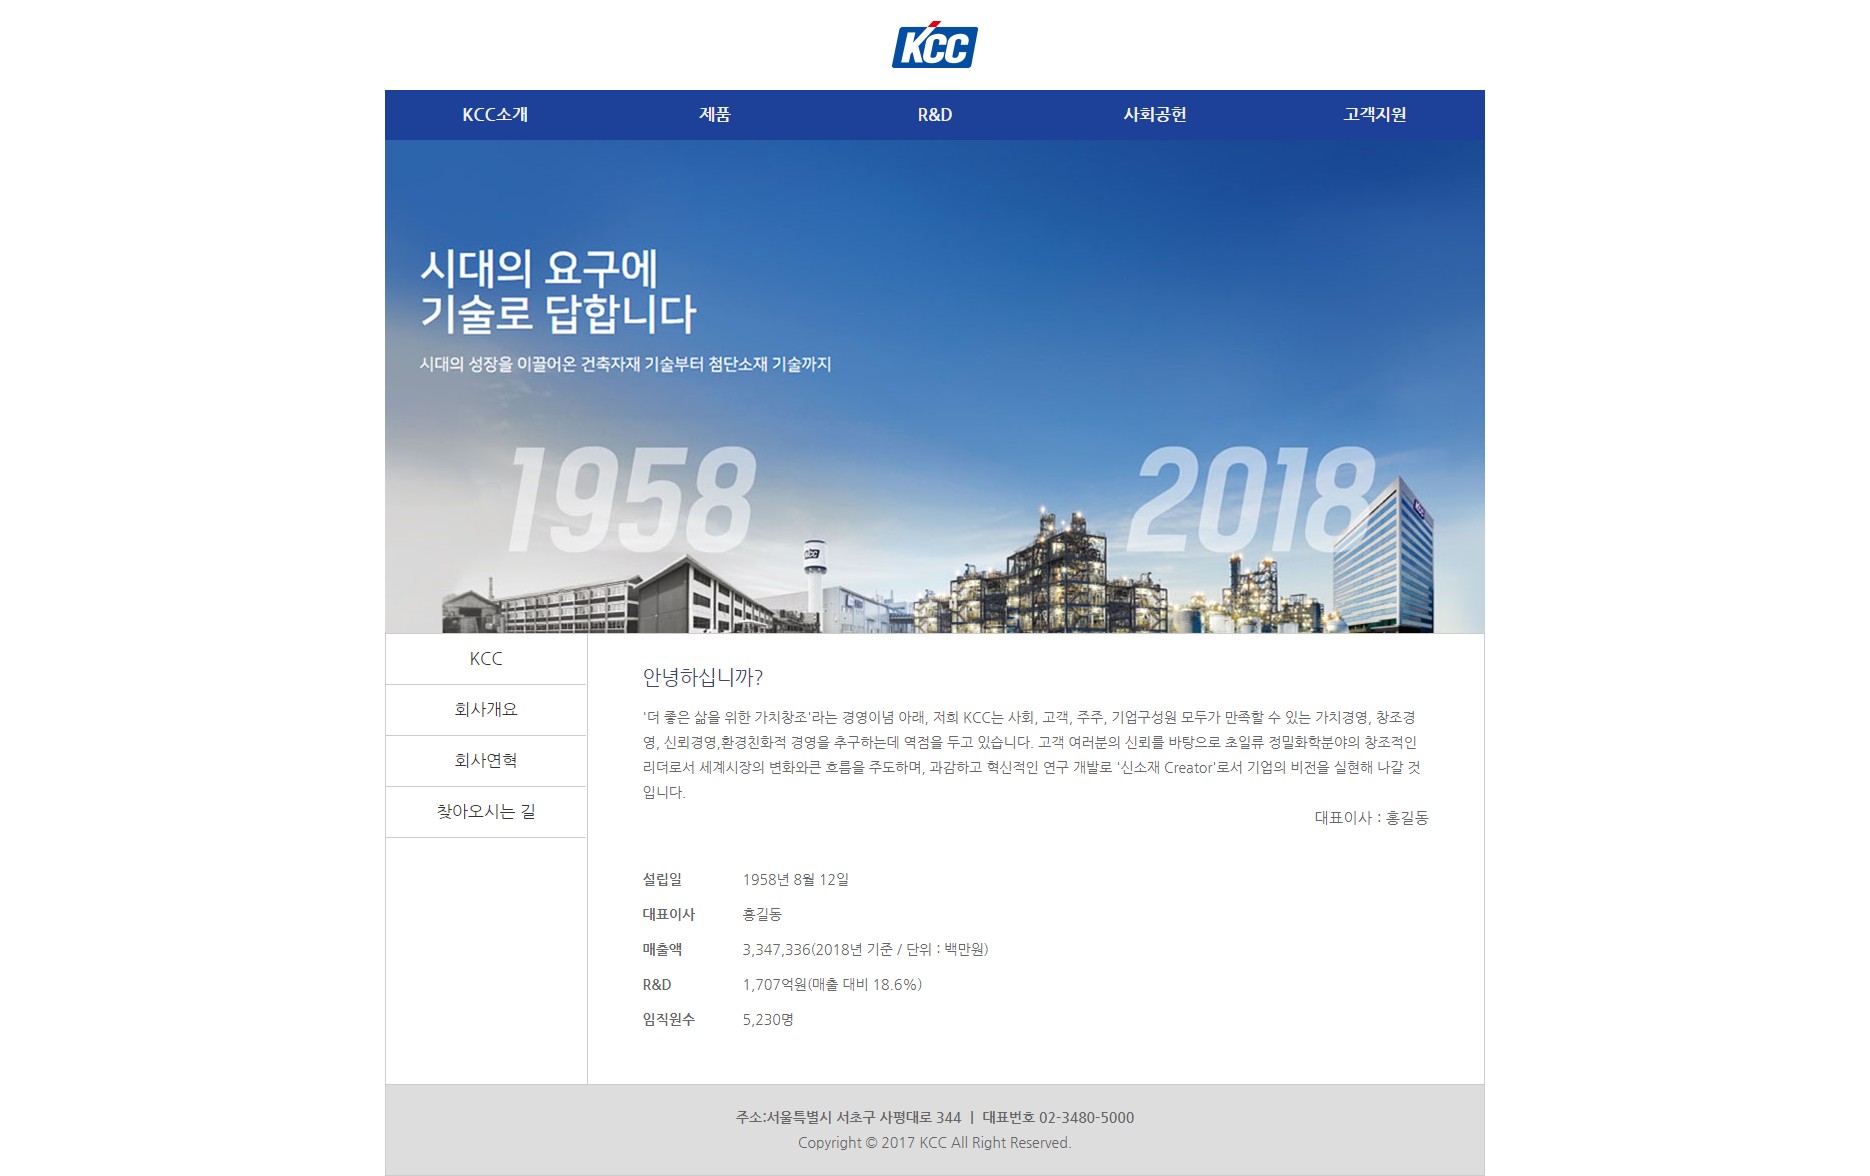 KCC
KCC소개 제품 R&D 사회공헌 고객지원
시대의 요구에
기술로 답합니다
시대의 성장을 이끌어온 건축자재 기술부터 첨단소재 기술까지
1958 2018
KCC
KCC
KCC
회사개요
회사연혁
찾아오시는 길
안녕하십니까?
'더 좋은 삶을 위한 가치창조'라는 경영이념 아래, 저희 KCC는 사회, 고객, 주주, 기업구성원 모두가 만족할 수 있는 가치경영, 창조경
영, 신뢰경영,환경친화적 경영을 추구하는데 역점을 두고 있습니다. 고객 여러분의 신뢰를 바탕으로 초일류 정밀화학분야의 창조적인
리더로서 세계시장의 변화와큰 흐름을 주도하며, 과감하고 혁신적인 연구 개발로 '신소재 Creator'로서 기업의 비전을 실현해 나갈 것
입니다.
대표이사 : 홍길동
설립일 1958년 8월 12일
대표이사 홍길동
매출액 3,347,336(2018년 기준 / 단위 : 백만원)
R&D 1,707억원(매출 대비 18.6%)
임직원수 5,230명
주소:서울특별시 서초구 사평대로 344 ㅣ 대표번호 02-3480-5000
Copyright © 2017 KCC All Right Reserved.